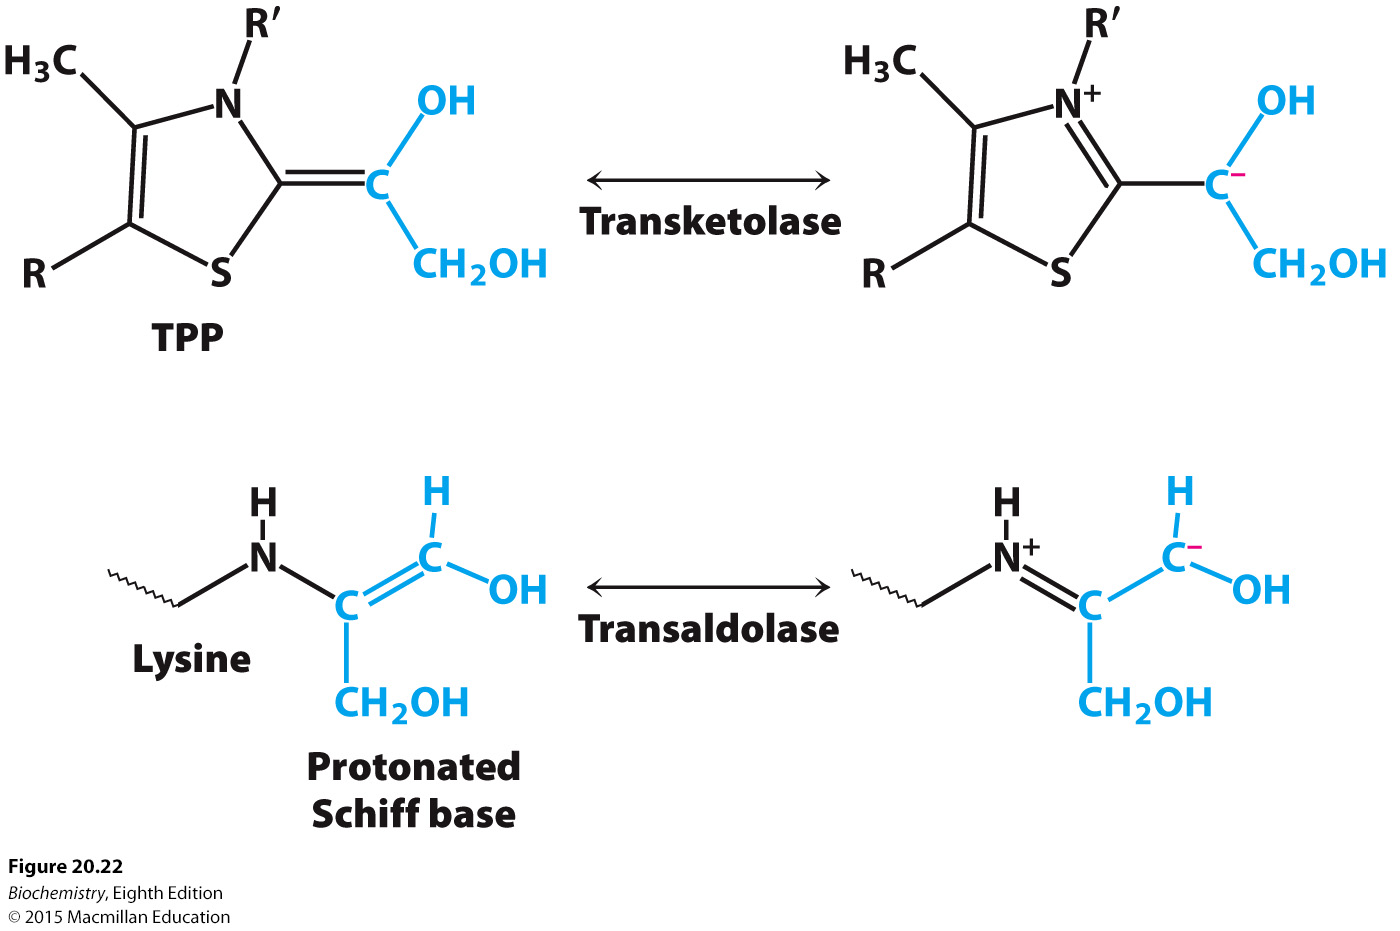 R′
H₃C
N
OH
C
CH₂OH
S
R
TPP
Transketolase
R′
H₃C
N+
OH
C−
CH₂OH
S
R
H
H
N
C
OH
C
CH₂OH
Lysine
Protonated
Schiff base
Transaldolase
H
H
N+
C−
OH
C
CH₂OH
Figure 20.22
Biochemistry, Eighth Edition
© 2015 Macmillan Education